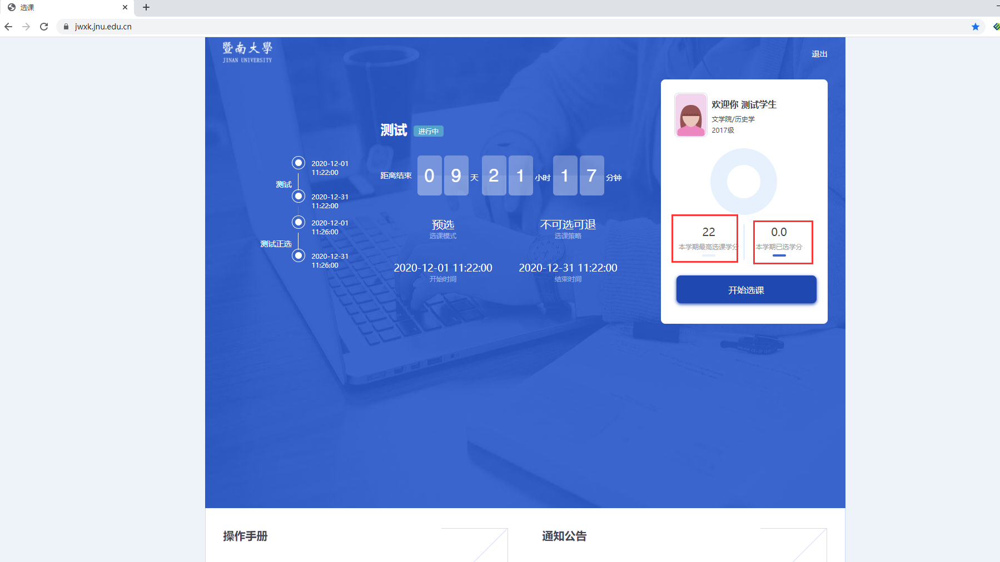 选课
jwxk.jnu.edu.cn
暨南大學
JINAN UNIVERSITY
退出
欢迎你 测试学生
文学院/历史学
2017级
测试 进行中
距离结束 0 9 天 2 1 小时 1 7 分钟
2020-12-01
11:22:00
测试
2020-12-31
11:22:00
2020-12-01
11:26:00
测试正选
2020-12-31
11:26:00
预选
选课模式
不可选可退
选课策略
2020-12-01 11:22:00
开始时间
2020-12-31 11:22:00
结束时间
22
本学期最高选课学分
0.0
本学期已选学分
开始选课
操作手册
通知公告